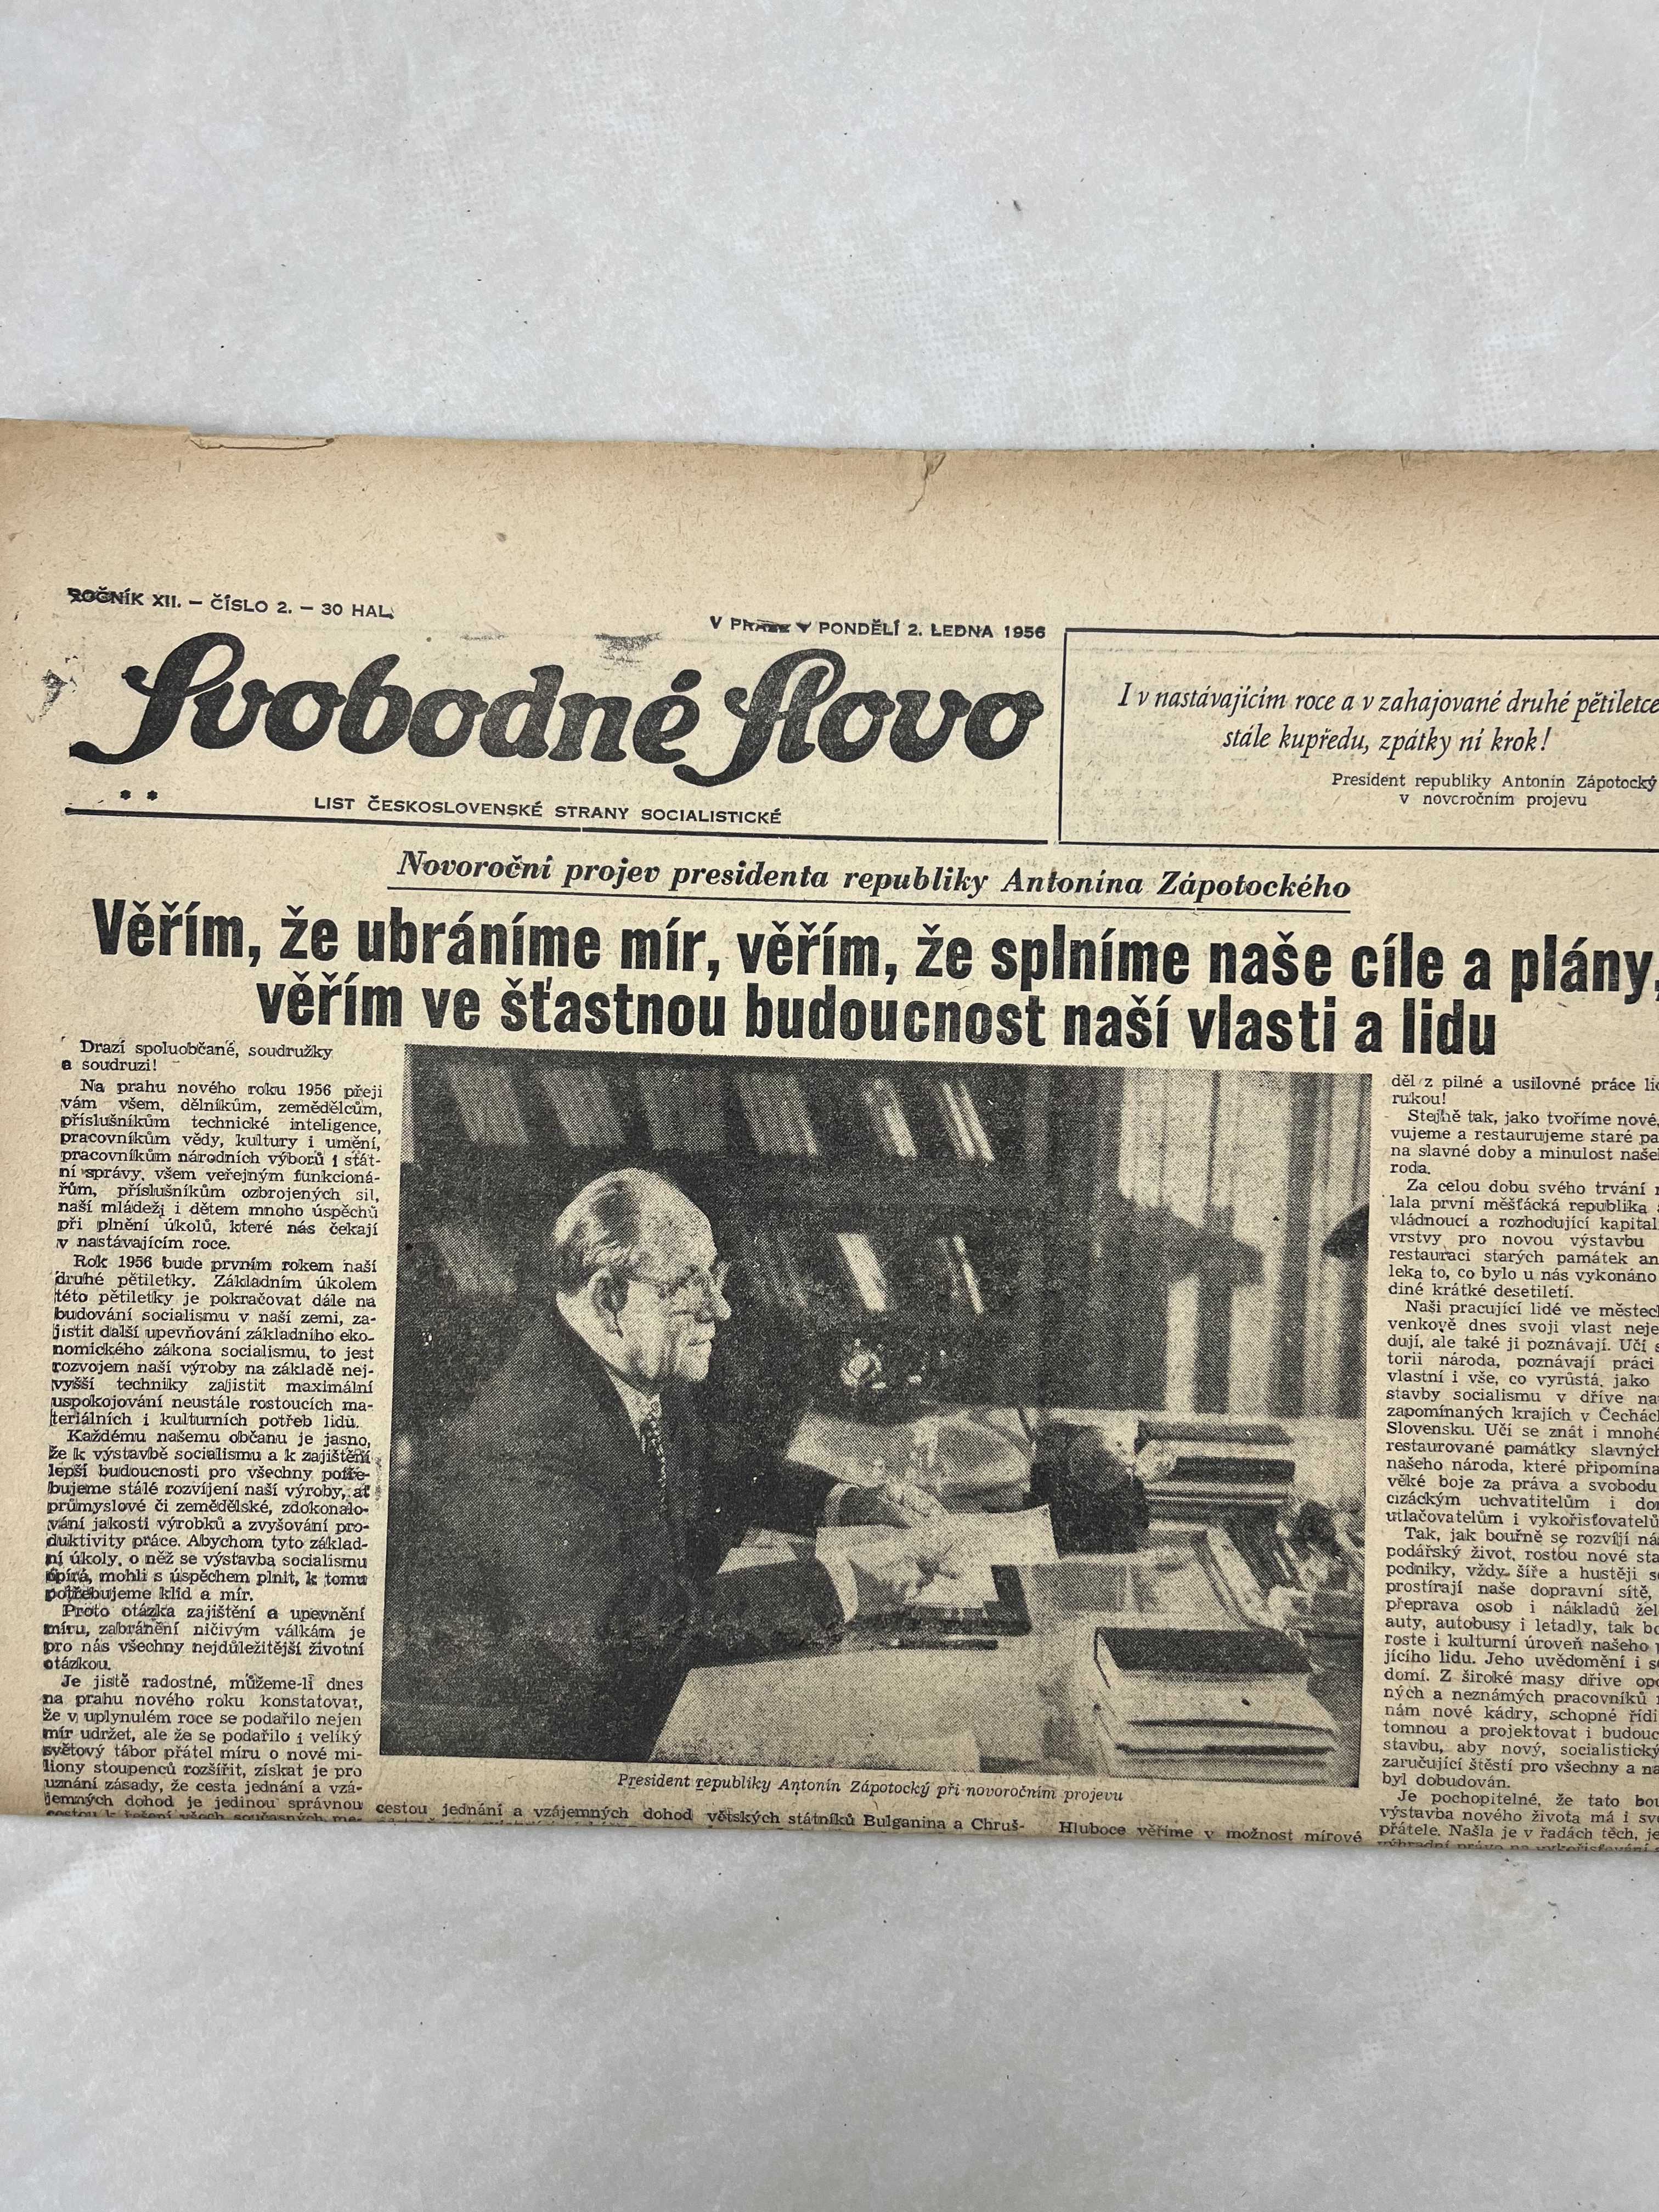 ROČNÍK XII. — ČÍSLO 2. — 30 HAL.
V PRAZE V PONDĚLÍ 2. LEDNA 1956
Svobodné slovo
LIST ČESKOSLOVENSKÉ STRANY SOCIALISTICKÉ
I v nastávajícím roce a v zahajované druhé pětiletce
stále kupředu, zpátky ni krok!
President republiky Antonín Zápotocký
v novoročním projevu
Novoroční projev presidenta republiky Antonína Zápotockého
Věřím, že ubráníme mír, věřím, že splníme naše cíle a plány,
věřím ve šťastnou budoucnost naší vlasti a lidu
Drazí spoluobčané, soudružky
a soudruzi!
Na prahu nového roku 1956 přeji
vám všem, dělníkům, zemědělcům,
příslušníkům technické inteligence,
pracovníkům vědy, kultury i umění,
pracovníkům národních výborů i stát-
ní správy, všem veřejným funkcioná-
řům, příslušníkům ozbrojených sil,
naší mládeži i dětem mnoho úspěchů
při plnění úkolů, které nás čekají
v nastávajícím roce.
Rok 1956 bude prvním rokem naší
druhé pětiletky. Základním úkolem
této pětiletky je pokračovat dále na
budování socialismu v naší zemi, za-
jistit další upevňování základního eko-
nomického zákona socialismu, to jest
rozvojem naší výroby na základě nej-
vyšší techniky zajistit maximální
uspokojování neustále rostoucích ma-
teriálních i kulturních potřeb lidu.
Každému našemu občanu je jasno,
že k výstavbě socialismu a k zajištění
lepší budoucnosti pro všechny potře-
bujeme stálé rozvíjení naší výroby, ať
průmyslové či zemědělské, zdokonalo-
vání jakosti výrobků a zvyšování pro-
duktivity práce. Abychom tyto základ-
ní úkoly, o něž se výstavba socialismu
opírá, mohli s úspěchem plnit, k tomu
potřebujeme klid a mír.
Proto otázka zajištění a upevnění
míru, zabránění ničivým válkám je
pro nás všechny nejdůležitější životní
otázkou.
Je jistě radostné, můžeme-li dnes
na prahu nového roku konstatovat,
že v uplynulém roce se podařilo nejen
mír udržet, ale že se podařilo i veliký
světový tábor přátel míru o nové mi-
liony stoupenců rozšířit, získat je pro
uznání zásady, že cesta jednání a vzá-
jemných dohod je jedinou správnou
cestou k řešení všech současných me-
President republiky Antonín Zápotocký při novoročním projevu
cestou jednání a vzájemných dohod
větských státníků Bulganina a Chruš-
Hluboce věříme v možnost mírové
děl z pilné a usilovné práce
rukou!
Stejně tak, jako tvoříme nové,
vujeme a restaurujeme staré
na slavné doby a minulost
roda.
Za celou dobu svého trvání
lala první měšťácká republika
vládnoucí a rozhodující
vrstvy pro novou výstavbu
restauraci starých památek
leka to, co bylo u nás vykonáno
diné krátké desetiletí.
Naši pracující lidé ve
venkově dnes svoji vlast
dují, ale také ji poznávají. Učí
torii národa, poznávají práci
vlastní i vše, co vyrůstá, jako
stavby socialismu v dříve
zapomínaných krajích v
Slovensku. Učí se znát i
restaurované památky slavných
našeho národa, které
věké boje za práva a svobodu
cizáckým uchvatitelům i
utlačovatelům i
Tak, jak bouřně se rozvíjí
podářský život, rostou nové
podniky, vždy šíře a hustěji
prostírají naše dopravní sítě,
přeprava osob i nákladů
auty, autobusy i letadly, tak
roste i kulturní úroveň našeho
jícího lidu. Jeho uvědomění i
domí. Z široké masy dříve
ných a neznámých pracovníků
nám nové kádry, schopné
tomnou a projektovat i
stavbu, aby nový, socialistický
zaručující štěstí pro všechny a
byl dobudován.
Je pochopitelné, že tato
výstavba nového života má i
přátele. Našla je v řadách těch,